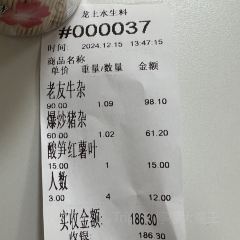 龙土水生料
#000037
时间: 2024.12.15 13:47:15
商品名称
单价 重量/数量 金额
老友牛杂
90.00 1.09 98.10
爆炒猪杂
60.00 1.02 61.20
酸笋红薯叶
15.00 1 15.00
人数
3.00 4 12.00
实收金额: 186.30
186.30